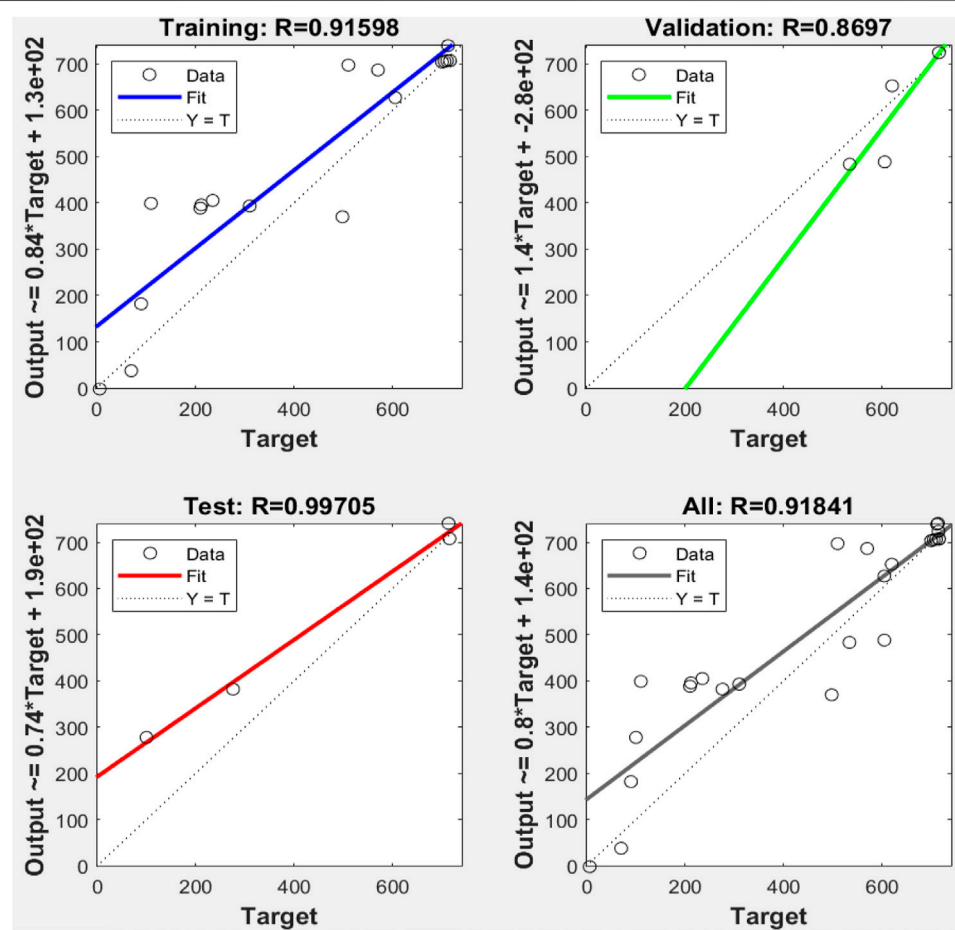 Training: R=0.91598
Output ~= 0.84*Target + 1.3e+02
700
600
500
400
300
200
100
0
Data
Fit
Y = T
0 200 400 600
Target
Validation: R=0.8697
Output ~= 1.4*Target + -2.8e+02
700
600
500
400
300
200
100
0
Data
Fit
Y = T
0 200 400 600
Target
Test: R=0.99705
Output ~= 0.74*Target + 1.9e+02
700
600
500
400
300
200
100
0
Data
Fit
Y = T
0 200 400 600
Target
All: R=0.91841
Output ~= 0.8*Target + 1.4e+02
700
600
500
400
300
200
100
0
Data
Fit
Y = T
0 200 400 600
Target